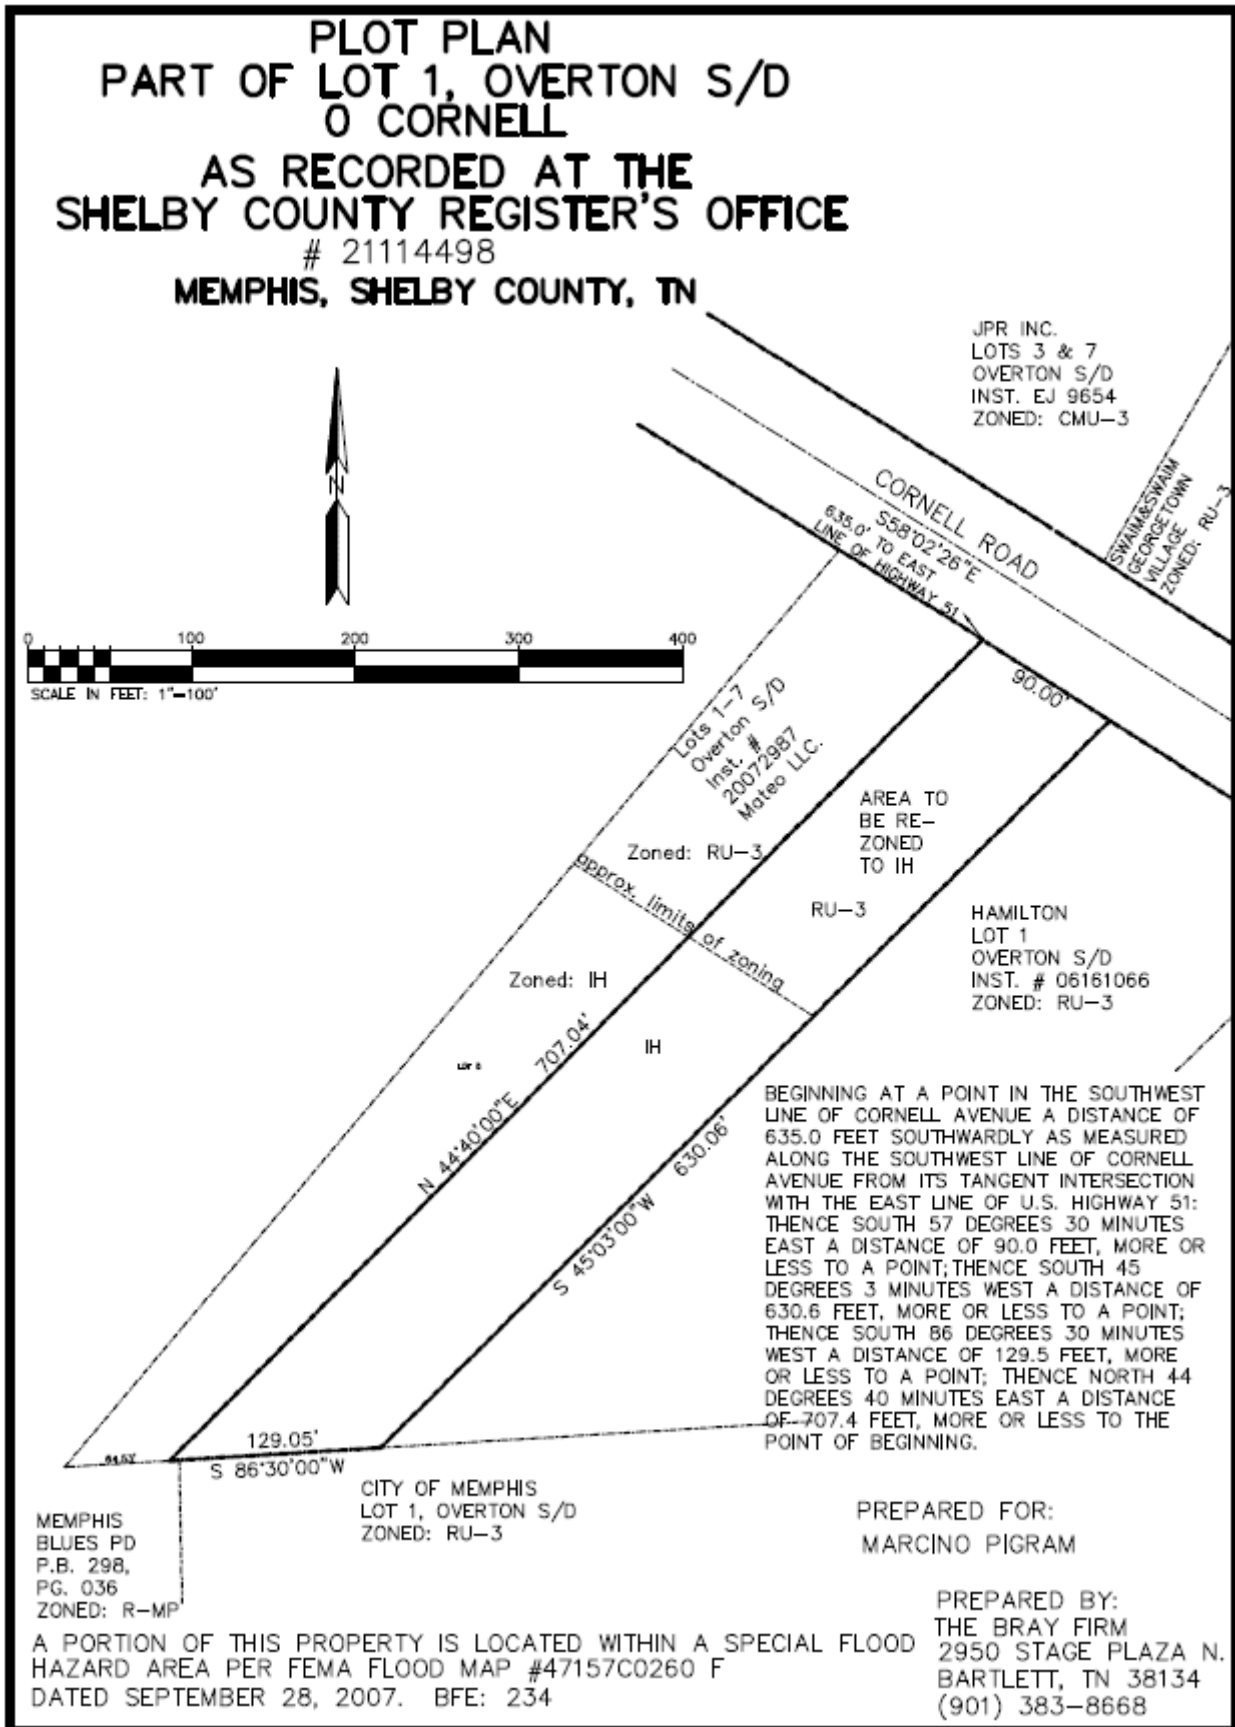 PLOT PLAN
PART OF LOT 1, OVERTON S/D
0 CORNELL
AS RECORDED AT THE
SHELBY COUNTY REGISTER'S OFFICE
# 21114498
MEMPHIS, SHELBY COUNTY, TN
JPR INC.
LOTS 3 & 7
OVERTON S/D
INST. EJ 9654
ZONED: CMU-3
SWAIM&SWAIM
GEORGETOWN
VILLAGE
ZONED: RU-3
CORNELL ROAD
S58°02'26"E
635.0' TO EAST
LINE OF HIGHWAY 51
N
0 100 200 300 400
SCALE IN FEET: 1"=100'
90.00'
Lots 1-7
Overton S/D
Inst. #
20072987
Mateo LLC.
Zoned: RU-3
AREA TO
BE RE-
ZONED
TO IH
RU-3
approx. limits of zoning
HAMILTON
LOT 1
OVERTON S/D
INST. # 06161066
ZONED: RU-3
Zoned: IH
IH
N 44°40'00"E 707.04'
S 45°03'00"W 630.06'
BEGINNING AT A POINT IN THE SOUTHWEST
LINE OF CORNELL AVENUE A DISTANCE OF
635.0 FEET SOUTHWARDLY AS MEASURED
ALONG THE SOUTHWEST LINE OF CORNELL
AVENUE FROM ITS TANGENT INTERSECTION
WITH THE EAST LINE OF U.S. HIGHWAY 51:
THENCE SOUTH 57 DEGREES 30 MINUTES
EAST A DISTANCE OF 90.0 FEET, MORE OR
LESS TO A POINT; THENCE SOUTH 45
DEGREES 3 MINUTES WEST A DISTANCE OF
630.6 FEET, MORE OR LESS TO A POINT;
THENCE SOUTH 86 DEGREES 30 MINUTES
WEST A DISTANCE OF 129.5 FEET, MORE
OR LESS TO A POINT; THENCE NORTH 44
DEGREES 40 MINUTES EAST A DISTANCE
OF 707.4 FEET, MORE OR LESS TO THE
POINT OF BEGINNING.
129.05'
S 86°30'00"W
CITY OF MEMPHIS
LOT 1, OVERTON S/D
ZONED: RU-3
MEMPHIS
BLUES PD
P.B. 298,
PG. 036
ZONED: R-MP
PREPARED FOR:
MARCINO PIGRAM
PREPARED BY:
THE BRAY FIRM
2950 STAGE PLAZA N.
BARTLETT, TN 38134
(901) 383-8668
A PORTION OF THIS PROPERTY IS LOCATED WITHIN A SPECIAL FLOOD
HAZARD AREA PER FEMA FLOOD MAP #47157C0260 F
DATED SEPTEMBER 28, 2007. BFE: 234